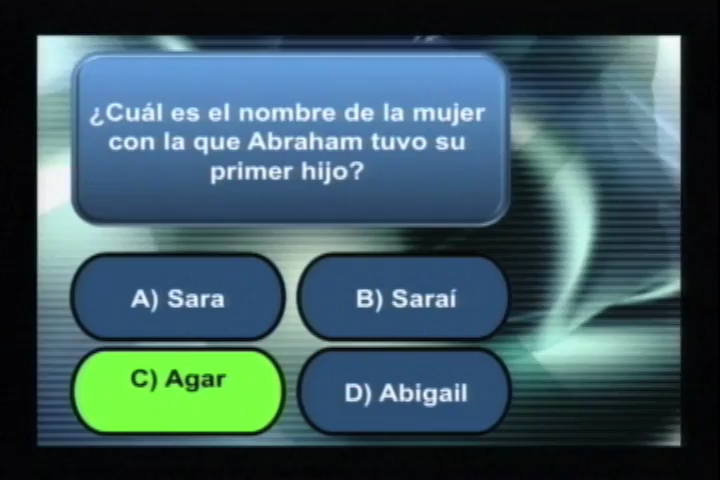 ¿Cuál es el nombre de la mujer
con la que Abraham tuvo su
primer hijo?
A) Sara
B) Saraí
C) Agar
D) Abigail